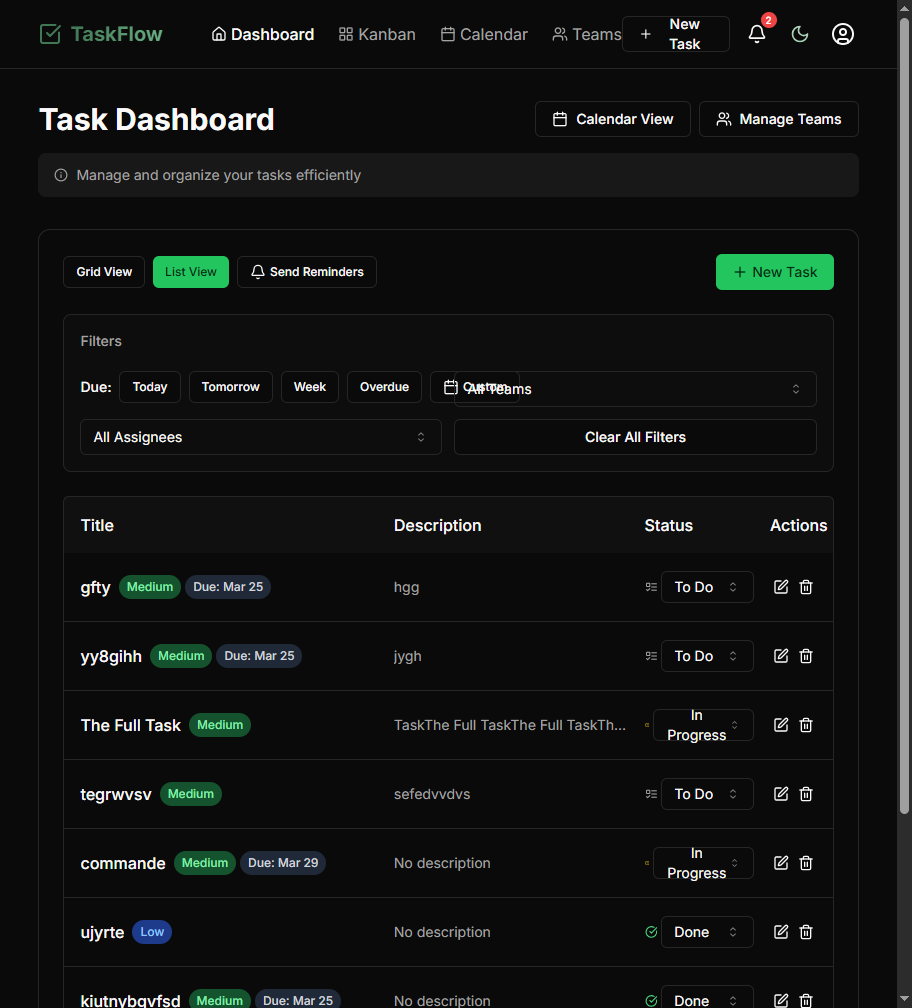 TaskFlow
Dashboard
Kanban
Calendar
Teams
New
Task
2
Task Dashboard
Calendar View
Manage Teams
Manage and organize your tasks efficiently
Grid View
List View
Send Reminders
New Task
Filters
Due:
Today
Tomorrow
Week
Overdue
Custom
All Teams
All Assignees
Clear All Filters
Title Description Status Actions
gfty Medium Due: Mar 25 hgg To Do
yy8gihh Medium Due: Mar 25 jygh To Do
The Full Task Medium TaskThe Full TaskThe Full TaskTh... In
Progress
tegrwvsv Medium sefedvvdvs To Do
commande Medium Due: Mar 29 No description In
Progress
ujyrte Low No description Done
kiutnybgvfsd Medium Due: Mar 25 No description Done